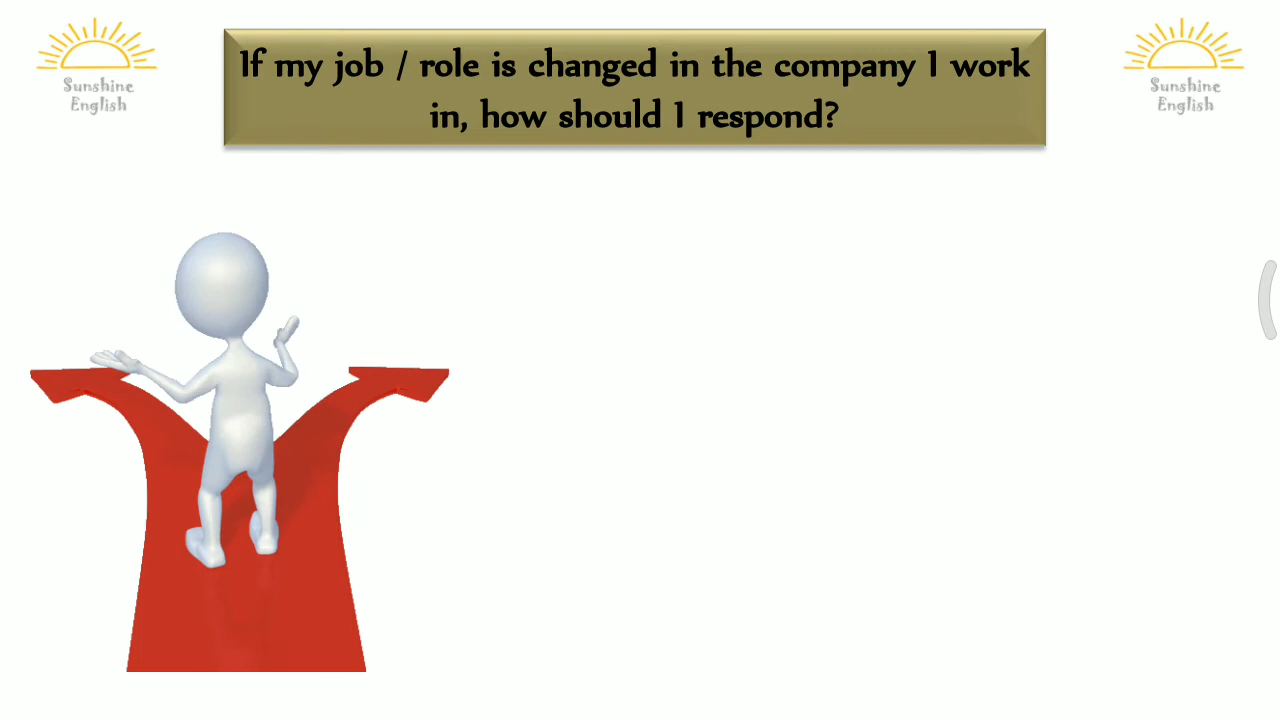 Sunshine
English
If my job / role is changed in the company I work
in, how should I respond?
Sunshine
English